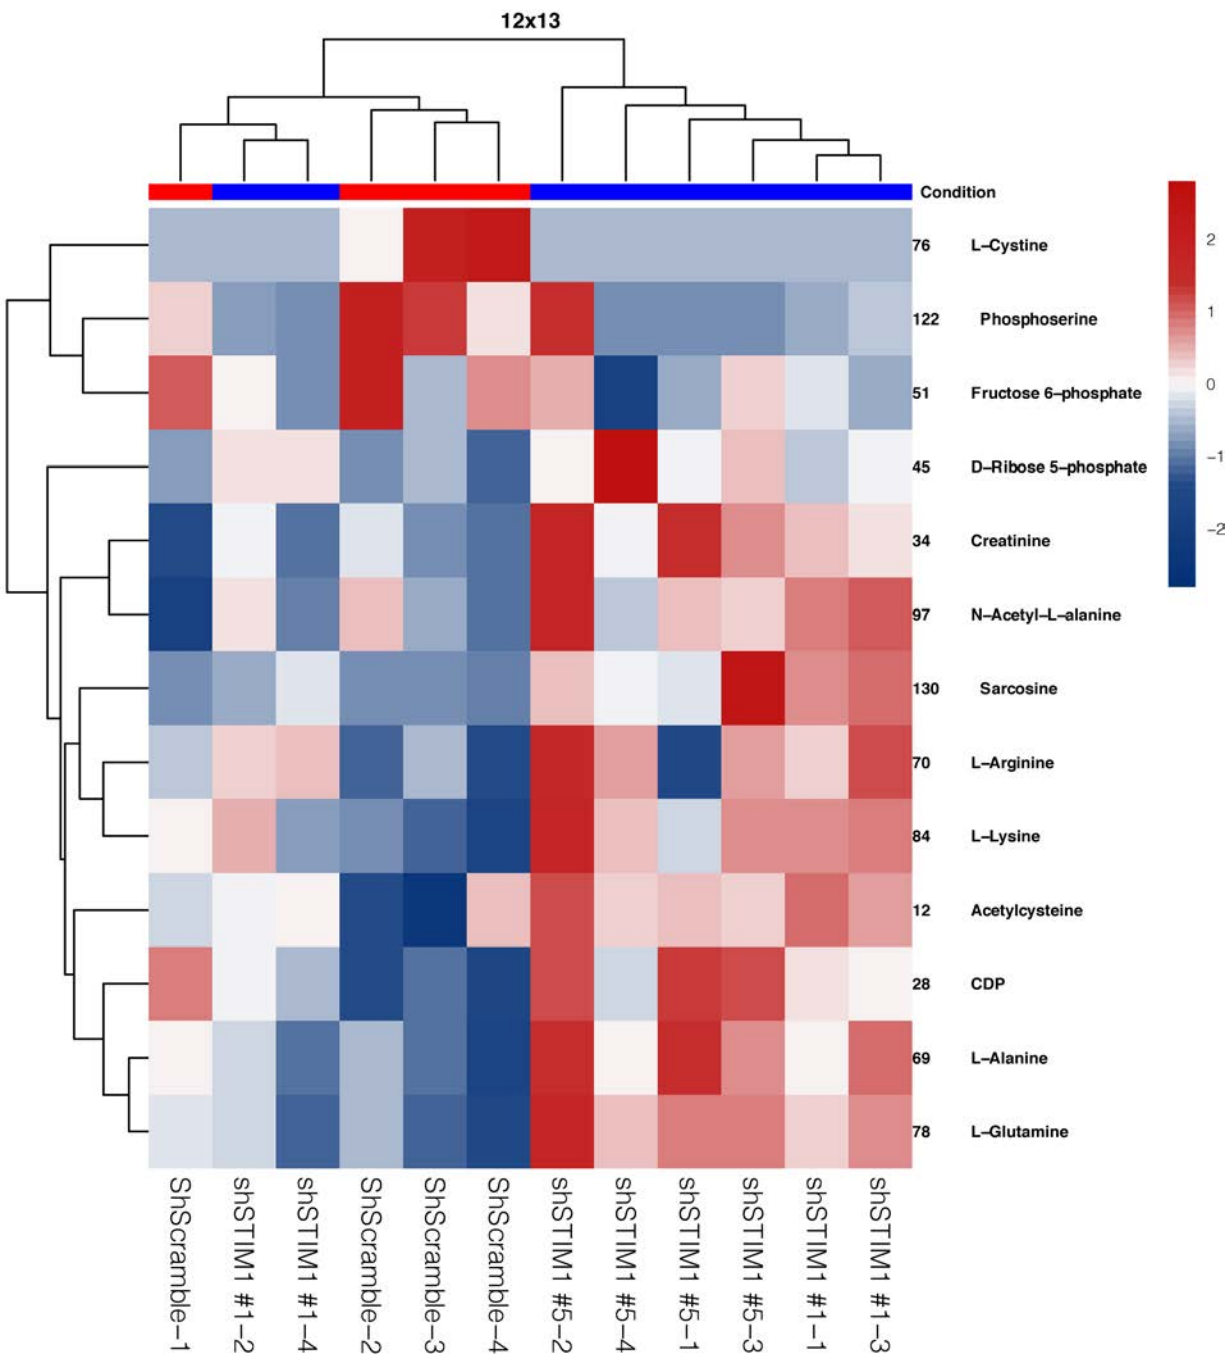 12x13
Condition
76 L-Cystine
122 Phosphoserine
51 Fructose 6-phosphate
45 D-Ribose 5-phosphate
34 Creatinine
97 N-Acetyl-L-alanine
130 Sarcosine
70 L-Arginine
84 L-Lysine
12 Acetylcysteine
28 CDP
69 L-Alanine
78 L-Glutamine
2
1
0
-1
-2
ShScramble-1
shSTIM1 #1-2
shSTIM1 #1-4
ShScramble-2
ShScramble-3
ShScramble-4
shSTIM1 #5-2
shSTIM1 #5-4
shSTIM1 #5-1
shSTIM1 #5-3
shSTIM1 #1-1
shSTIM1 #1-3